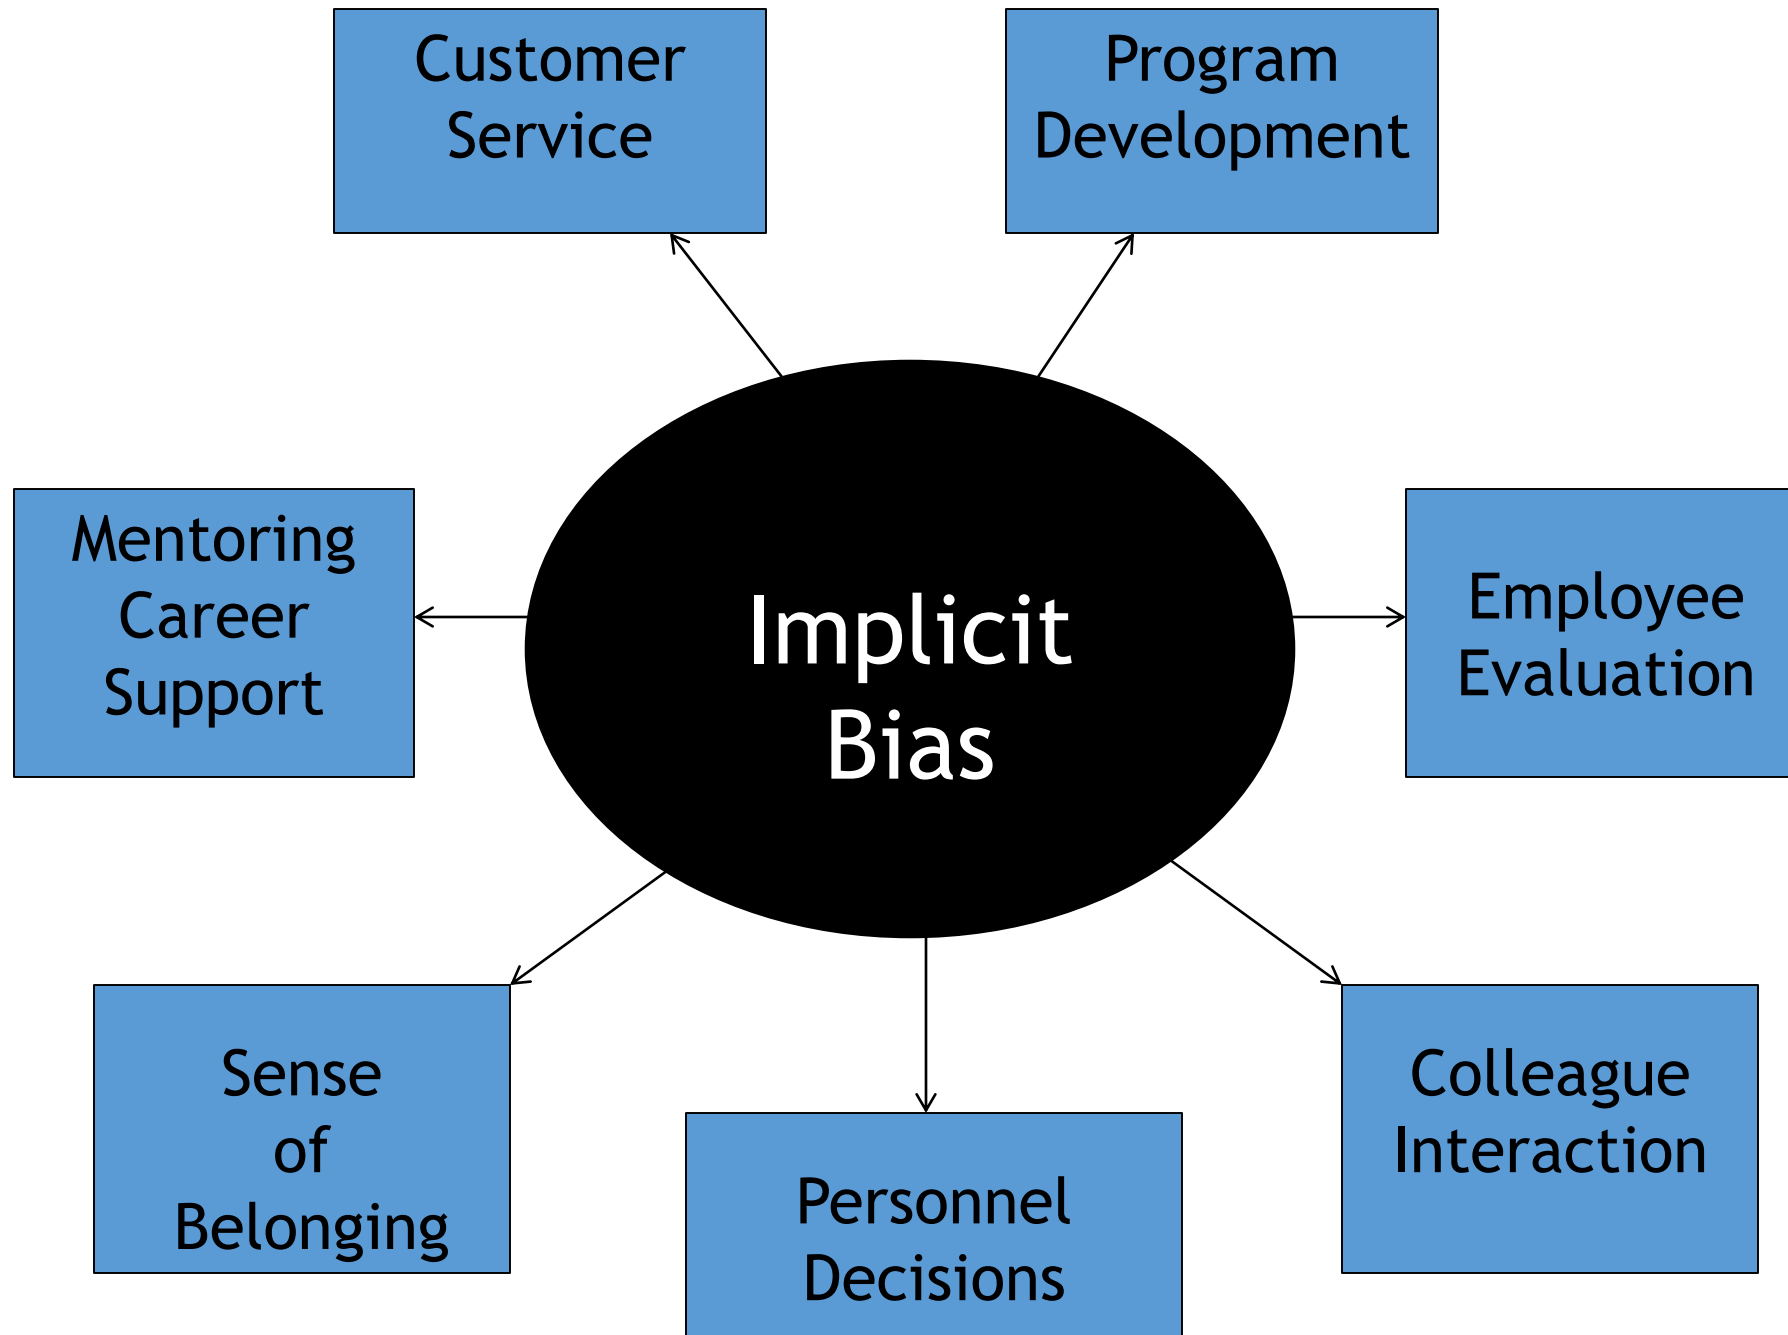 Customer
Service
Program
Development
Mentoring
Career
Support
Implicit
Bias
Employee
Evaluation
Sense
of
Belonging
Personnel
Decisions
Colleague
Interaction